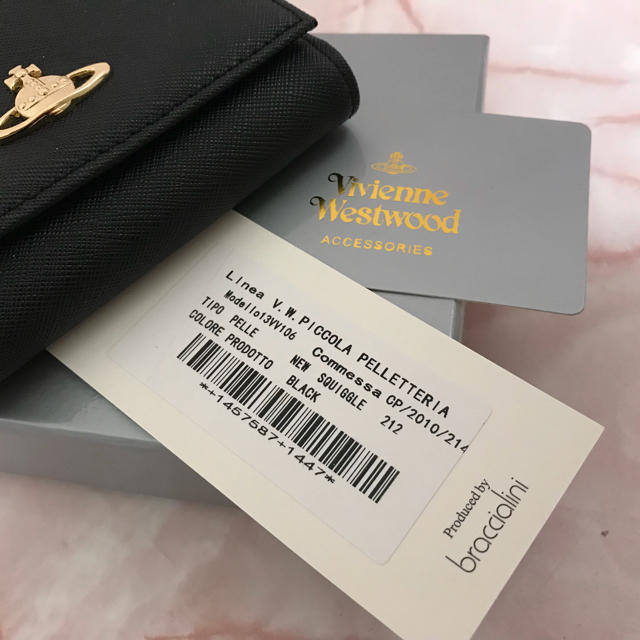 Vivienne
Westwood
ACCESSORIES
Linea V.W.PICCOLA PELLETTERIA
Modello13VV106 Commessa CP/2010/214
TIPO PELLE NEW SQUIGGLE 212
COLORE PRODOTTO BLACK
*-1457587+1447*
Produced by
braccialini